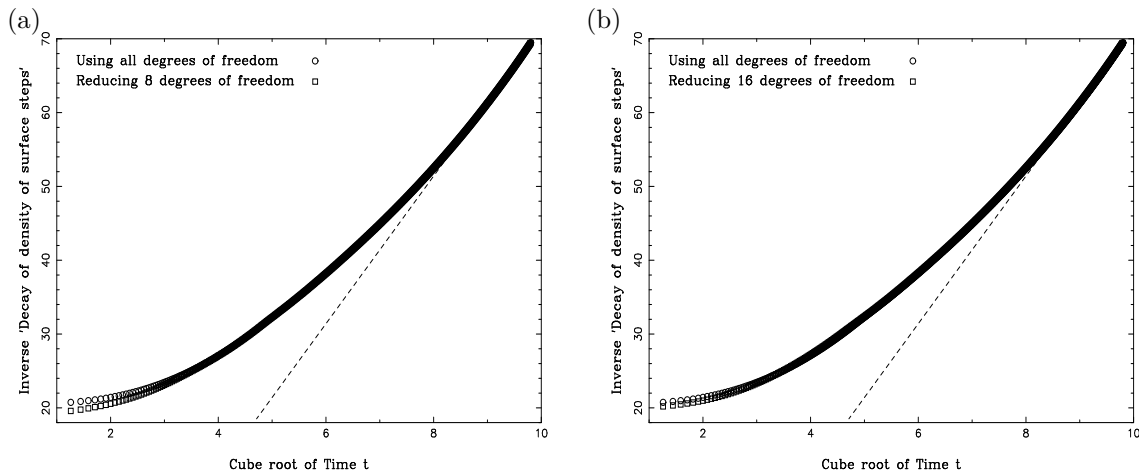 (a)
70
60
50
40
30
20
Inverse 'Decay of density of surface steps'
Using all degrees of freedom
Reducing 8 degrees of freedom
2
4
6
8
10
Cube root of Time t
(b)
70
60
50
40
30
20
Inverse 'Decay of density of surface steps'
Using all degrees of freedom
Reducing 16 degrees of freedom
2
4
6
8
10
Cube root of Time t